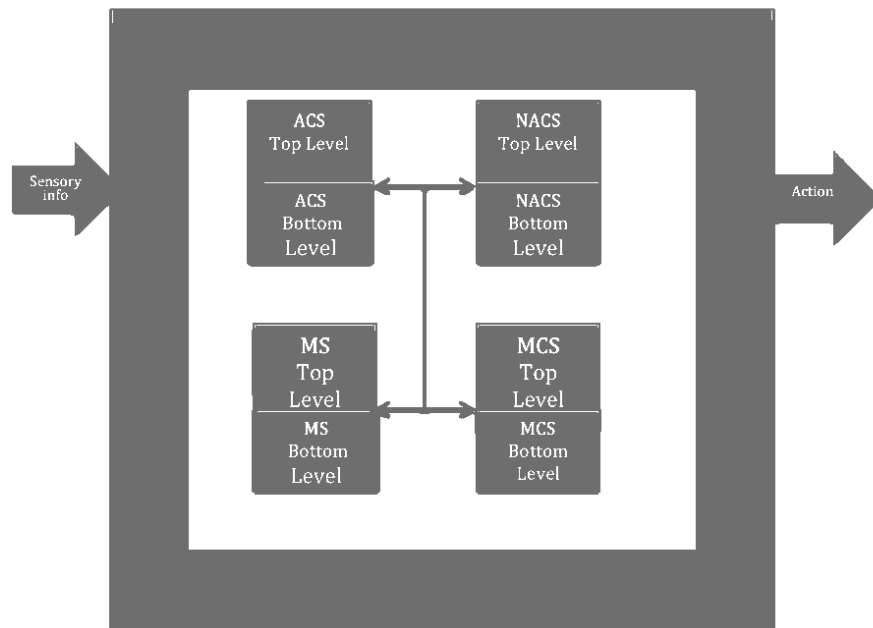 ACS
Top Level
ACS
Bottom
Level
NACS
Top Level
NACS
Bottom
Level
Sensory
info
Action
MS
Top
Level
MS
Bottom
Level
MCS
Top
Level
MCS
Bottom
Level